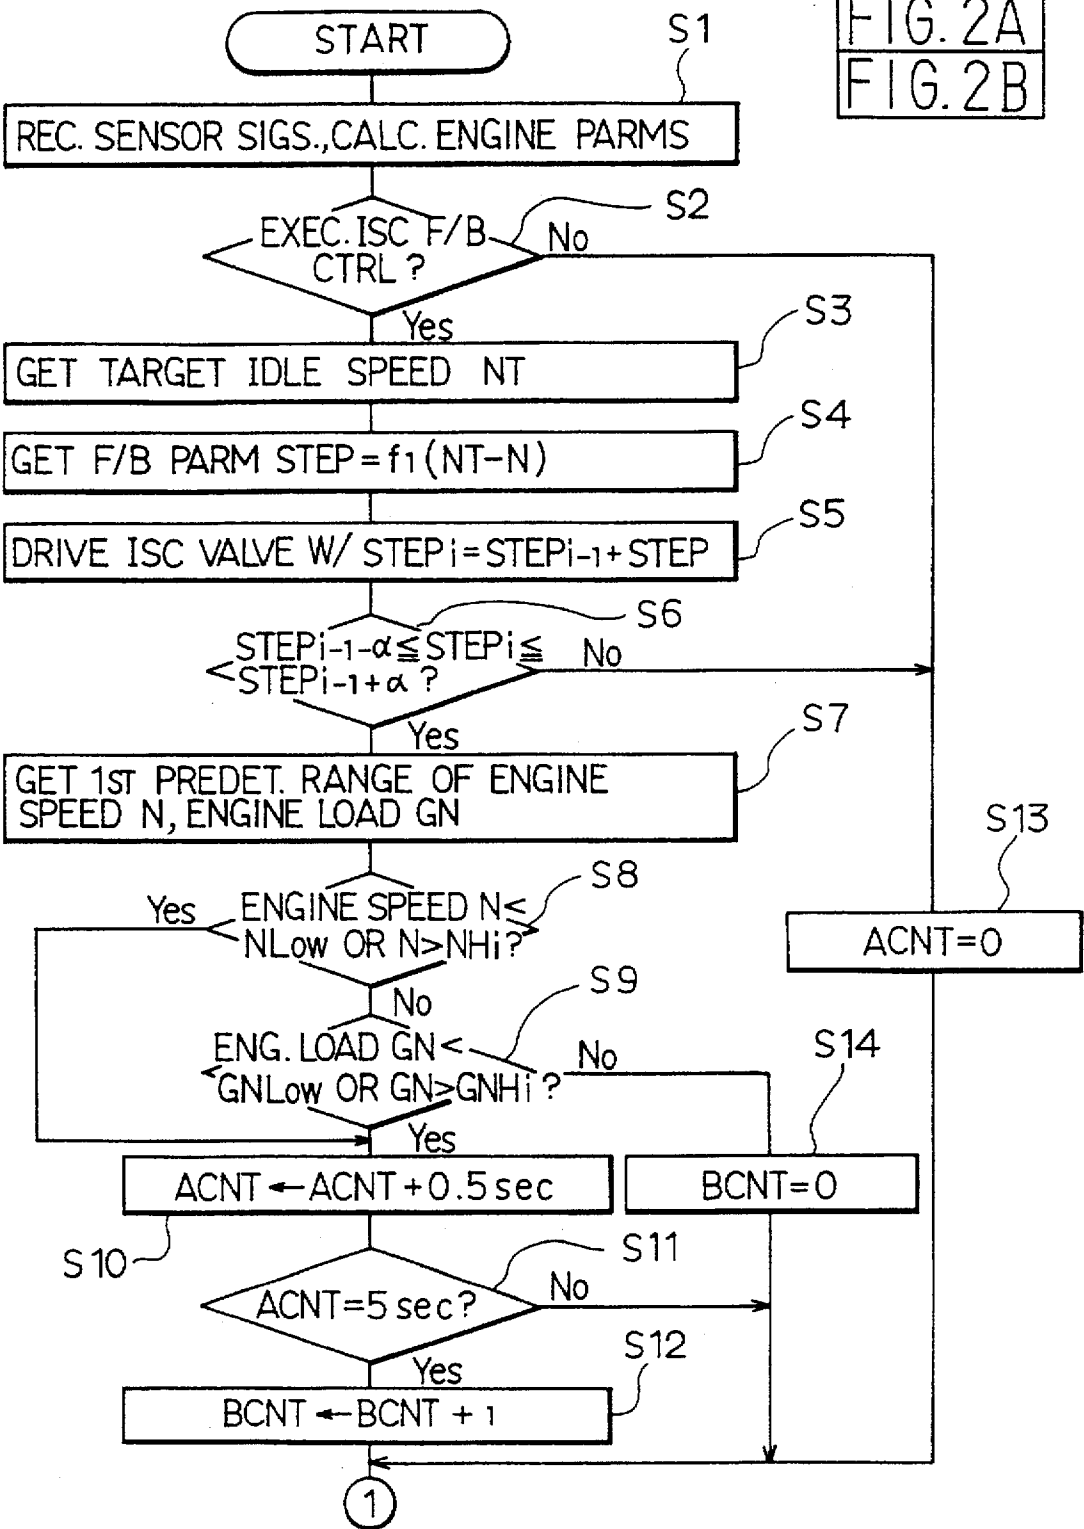 FIG. 2A
FIG. 2B
START
S1
REC. SENSOR SIGS.,CALC. ENGINE PARMS
S2
EXEC. ISC F/B
CTRL ?
No
Yes
S3
GET TARGET IDLE SPEED NT
S4
GET F/B PARM STEP=f1(NT-N)
S5
DRIVE ISC VALVE W/ STEPi=STEPi-1+STEP
S6
STEPi-1-α≦STEPi≦
STEPi-1+α ?
No
Yes
S7
GET 1ST PREDET. RANGE OF ENGINE
SPEED N, ENGINE LOAD GN
S8
Yes
ENGINE SPEED N<
NLow OR N>NHi?
No
S13
ACNT=0
S9
ENG. LOAD GN<
GNLow OR GN>GNHi ?
No
Yes
S14
BCNT=0
ACNT←ACNT+0.5sec
S10
S11
ACNT=5sec?
No
Yes
S12
BCNT←BCNT+1
1